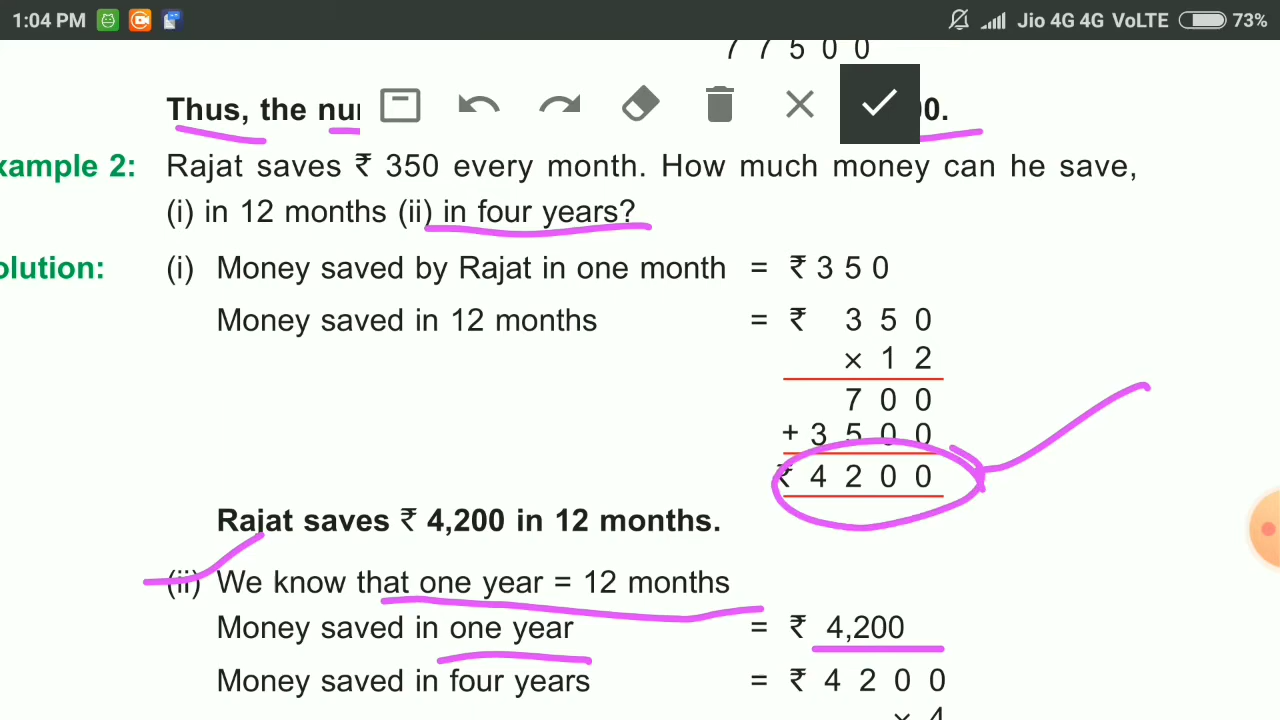 1:04 PM Jio 4G 4G VoLTE 73%
7 7 5 0 0
Thus, the 0.
xample 2: Rajat saves ₹ 350 every month. How much money can he save,
(i) in 12 months (ii) in four years?
olution: (i) Money saved by Rajat in one month = ₹ 3 5 0
Money saved in 12 months = ₹ 3 5 0
× 1 2
7 0 0
+ 3 5 0 0
₹ 4 2 0 0
Rajat saves ₹ 4,200 in 12 months.
(ii) We know that one year = 12 months
Money saved in one year = ₹ 4,200
Money saved in four years = ₹ 4 2 0 0
× 4